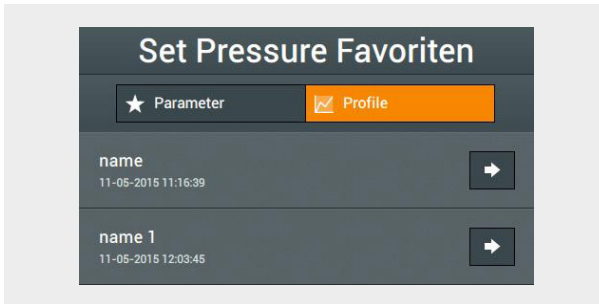 Set Pressure Favoriten
Parameter Profile
name
11-05-2015 11:16:39
name 1
11-05-2015 12:03:45